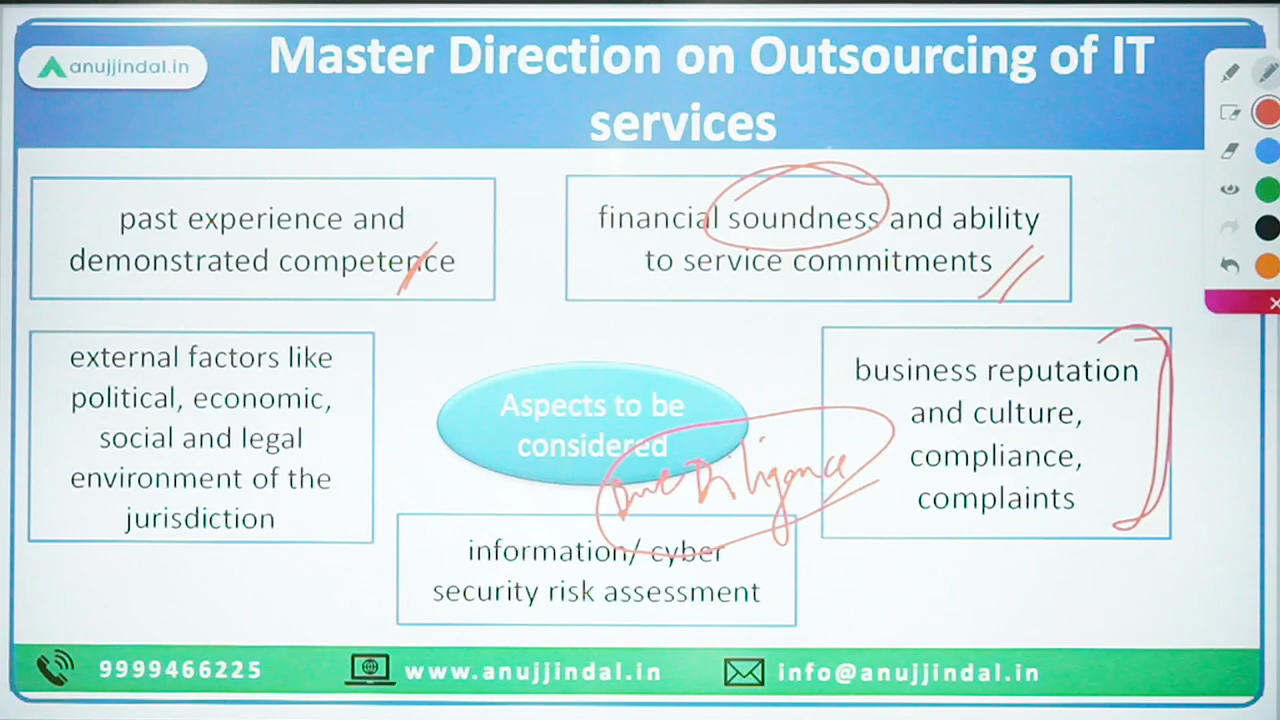 anujjindal.in
Master Direction on Outsourcing of IT
services
past experience and
demonstrated competence
financial soundness and ability
to service commitments
external factors like
political, economic,
social and legal
environment of the
jurisdiction
Aspects to be
considered
Due Diligence
business reputation
and culture,
compliance,
complaints
information/ cyber
security risk assessment
9999466225
www.anujjindal.in
info@anujjindal.in